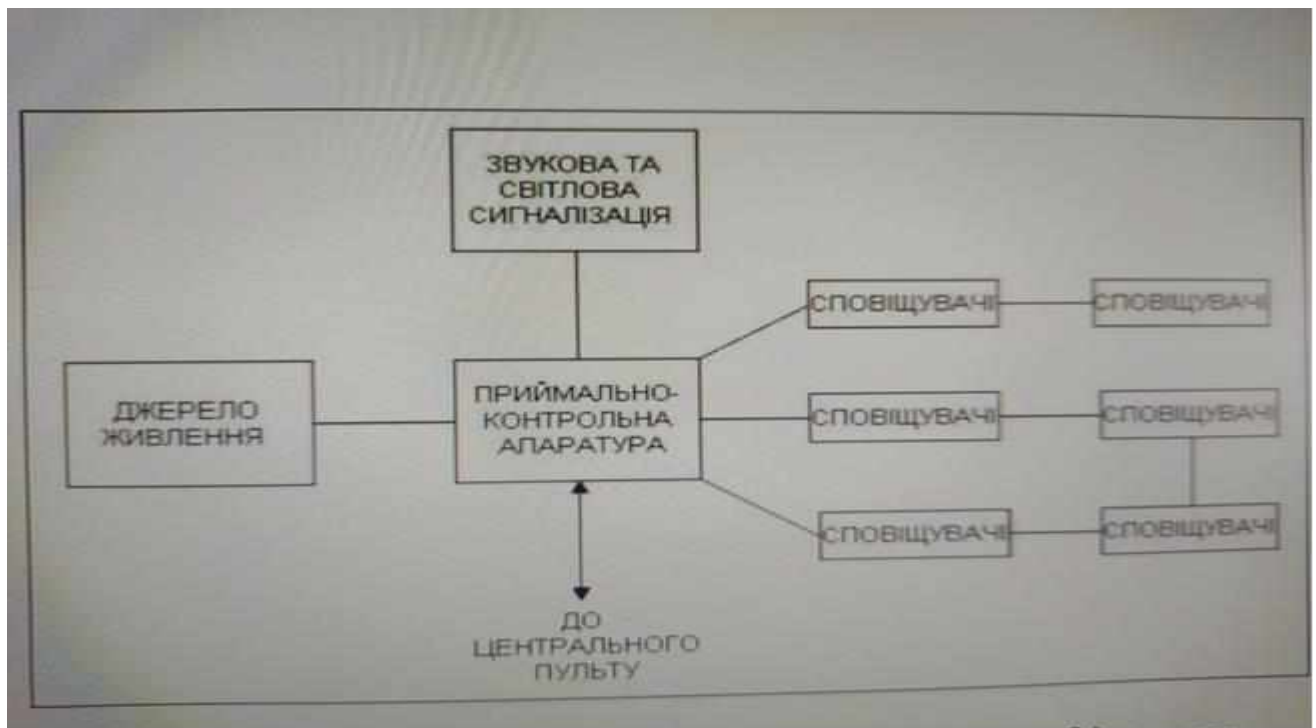 ЗВУКОВА ТА
СВІТЛОВА
СИГНАЛІЗАЦІЯ
СПОВІЩУВАЧІ
СПОВІЩУВАЧІ
ДЖЕРЕЛО
ЖИВЛЕННЯ
ПРИЙМАЛЬНО-
КОНТРОЛЬНА
АПАРАТУРА
СПОВІЩУВАЧІ
СПОВІЩУВАЧІ
СПОВІЩУВАЧІ
СПОВІЩУВАЧІ
ДО
ЦЕНТРАЛЬНОГО
ПУЛЬТУ